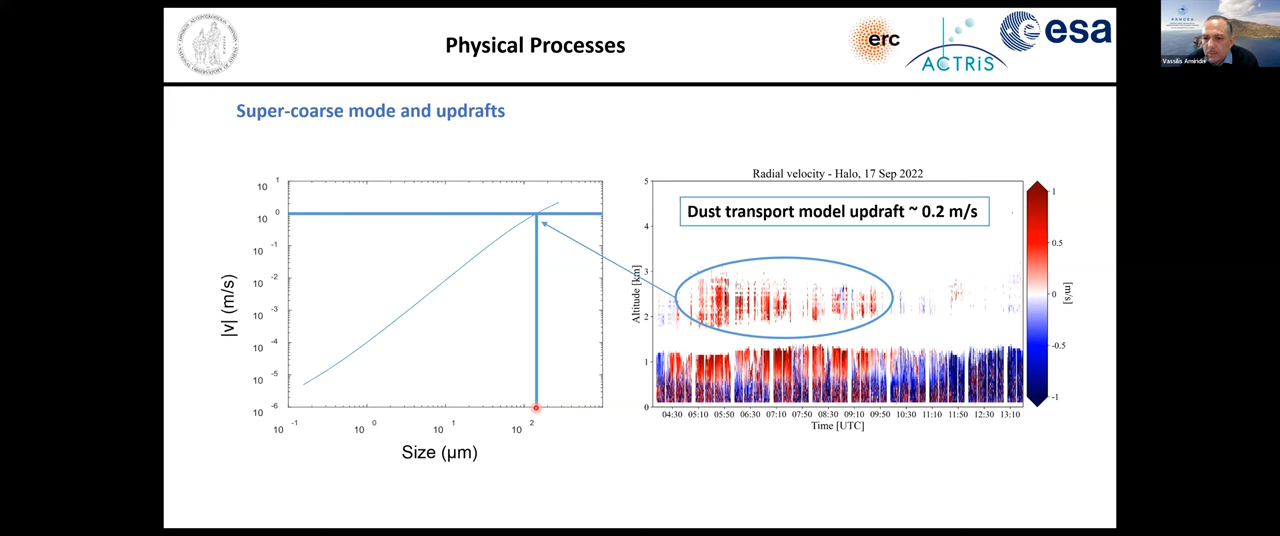 Physical Processes
erc
ACTRiS
esa
PANGEA
Vassilis Amiridis
Super-coarse mode and updrafts
Radial velocity - Halo, 17 Sep 2022
Dust transport model updraft ~ 0.2 m/s
|v| (m/s)
10 1
10 0
10 -1
10 -2
10 -3
10 -4
10 -5
10 -6
10 -1
10 0
10 1
10 2
Size (μm)
Altitude [km]
5
4
3
2
1
0
04:30 05:10 05:50 06:30 07:10 07:50 08:30 09:10 09:50 10:30 11:10 11:50 12:30 13:10
Time [UTC]
1
0.5
0
-0.5
-1
[m/s]